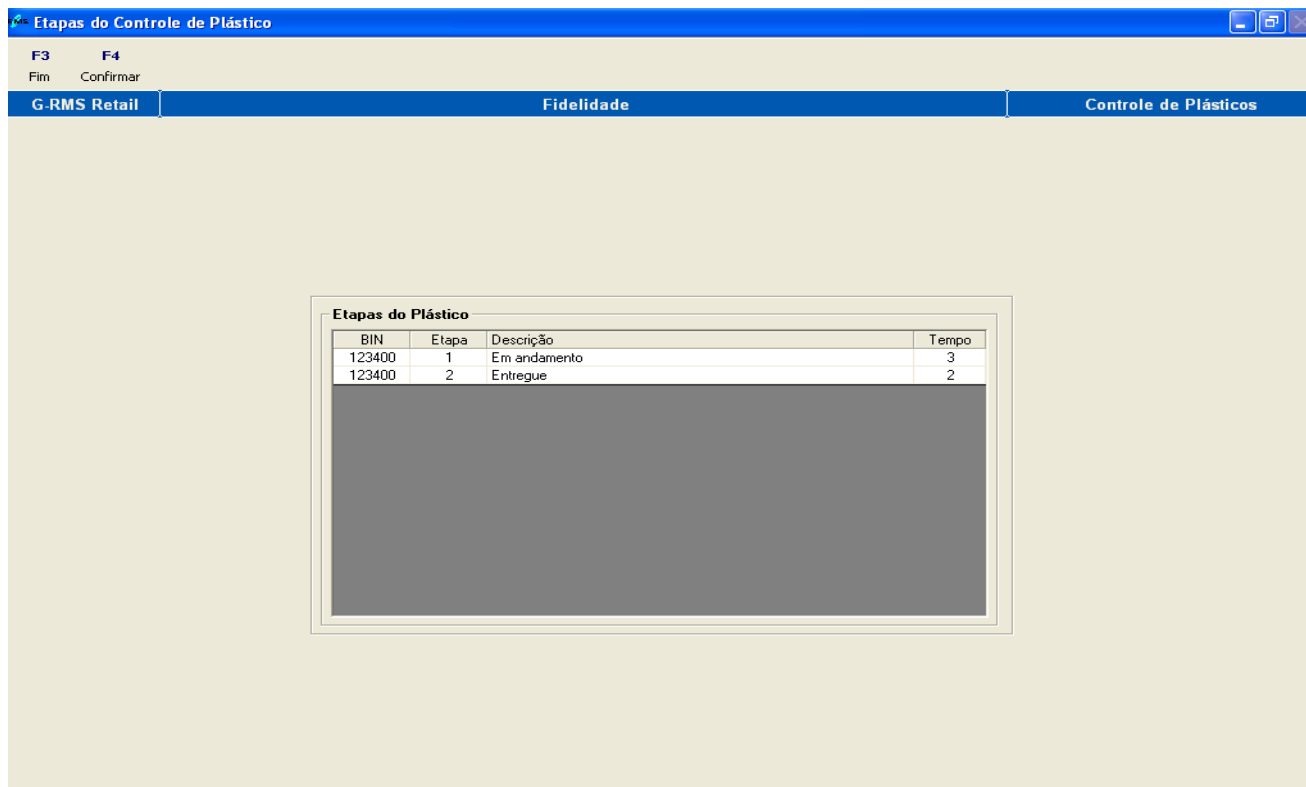 RMS Etapas do Controle de Plástico
F3 F4
Fim Confirmar
G-RMS Retail Fidelidade Controle de Plásticos
Etapas do Plástico
BIN Etapa Descrição Tempo
123400 1 Em andamento 3
123400 2 Entregue 2